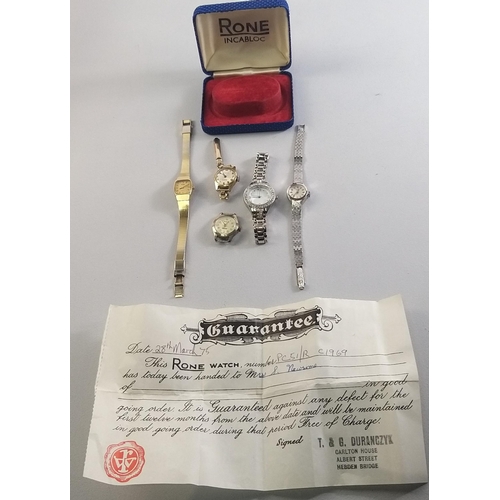 RONE
INCABLOC
Guarantee.
Date: 28th March 75
This RONE WATCH, number
has today been handed to Mrs
of in good
going order. It is Guaranteed against any defect for the
first twelve months from the above date and will be maintained
in good going order during that period Free of Charge.
Signed T. & G. DURANCZYK
CARLTON HOUSE
ALBERT STREET
HEBDEN BRIDGE